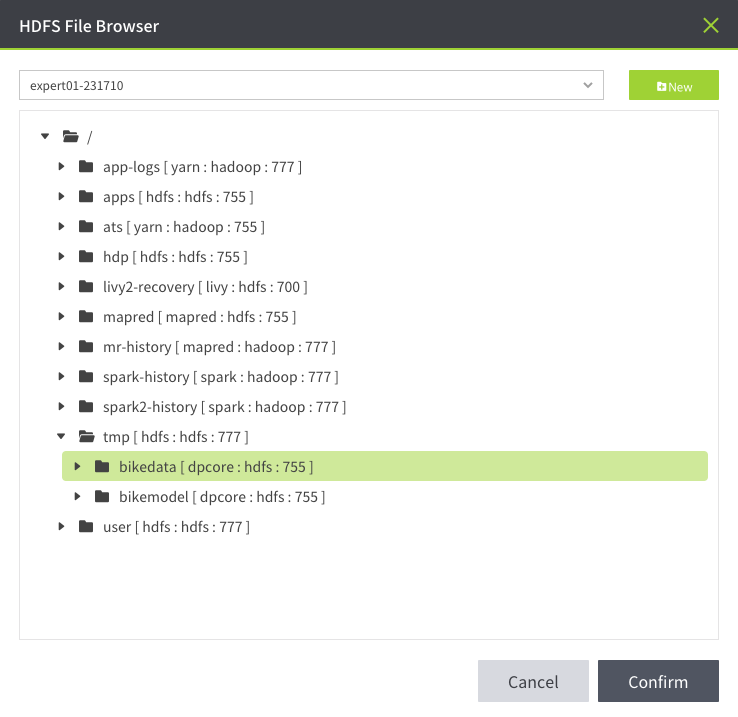 HDFS File Browser
expert01-231710
New
/
app-logs [ yarn : hadoop : 777 ]
apps [ hdfs : hdfs : 755 ]
ats [ yarn : hadoop : 755 ]
hdp [ hdfs : hdfs : 755 ]
livy2-recovery [ livy : hdfs : 700 ]
mapred [ mapred : hdfs : 755 ]
mr-history [ mapred : hadoop : 777 ]
spark-history [ spark : hadoop : 777 ]
spark2-history [ spark : hadoop : 777 ]
tmp [ hdfs : hdfs : 777 ]
bikedata [ dpcore : hdfs : 755 ]
bikemodel [ dpcore : hdfs : 755 ]
user [ hdfs : hdfs : 777 ]
Cancel Confirm